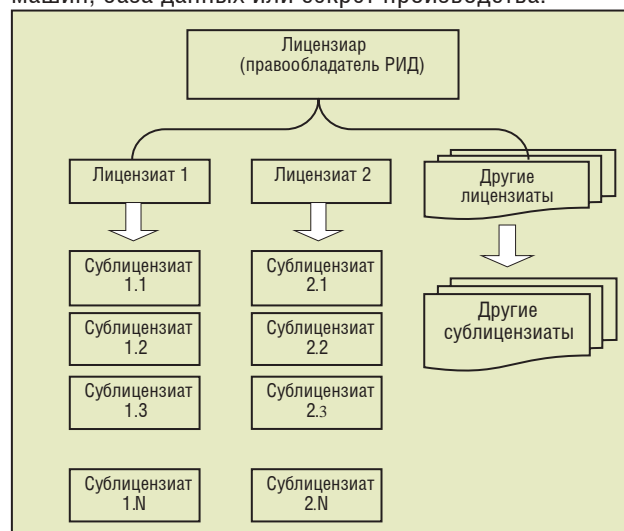 машин, база данных или секрет производства.
Лицензиар
(правообладатель РИД)
Лицензиат 1
Лицензиат 2
Другие
лицензиаты
Сублицензиат
1.1
Сублицензиат
2.1
Другие
сублицензиаты
Сублицензиат
1.2
Сублицензиат
2.2
Сублицензиат
1.3
Сублицензиат
2.3
Сублицензиат
1.N
Сублицензиат
2.N